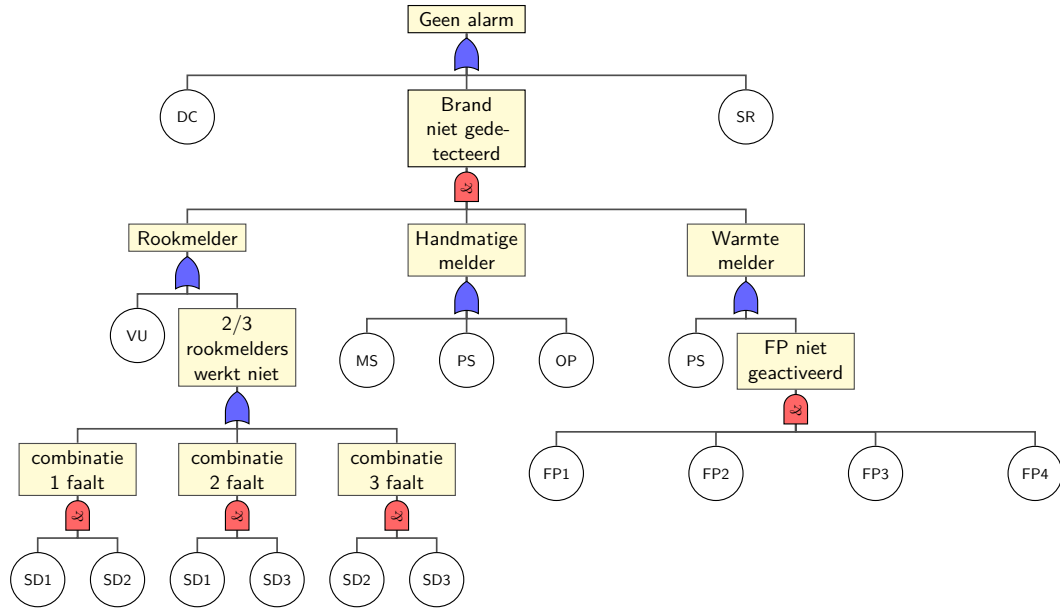 Geen alarm
DC
Brand
niet gede-
tecteerd
SR
&
Rookmelder
Handmatige
melder
Warmte
melder
VU
2/3
rookmelders
werkt niet
MS
PS
OP
PS
FP niet
geactiveerd
&
combinatie
1 faalt
combinatie
2 faalt
combinatie
3 faalt
FP1
FP2
FP3
FP4
&
&
&
SD1
SD2
SD1
SD3
SD2
SD3